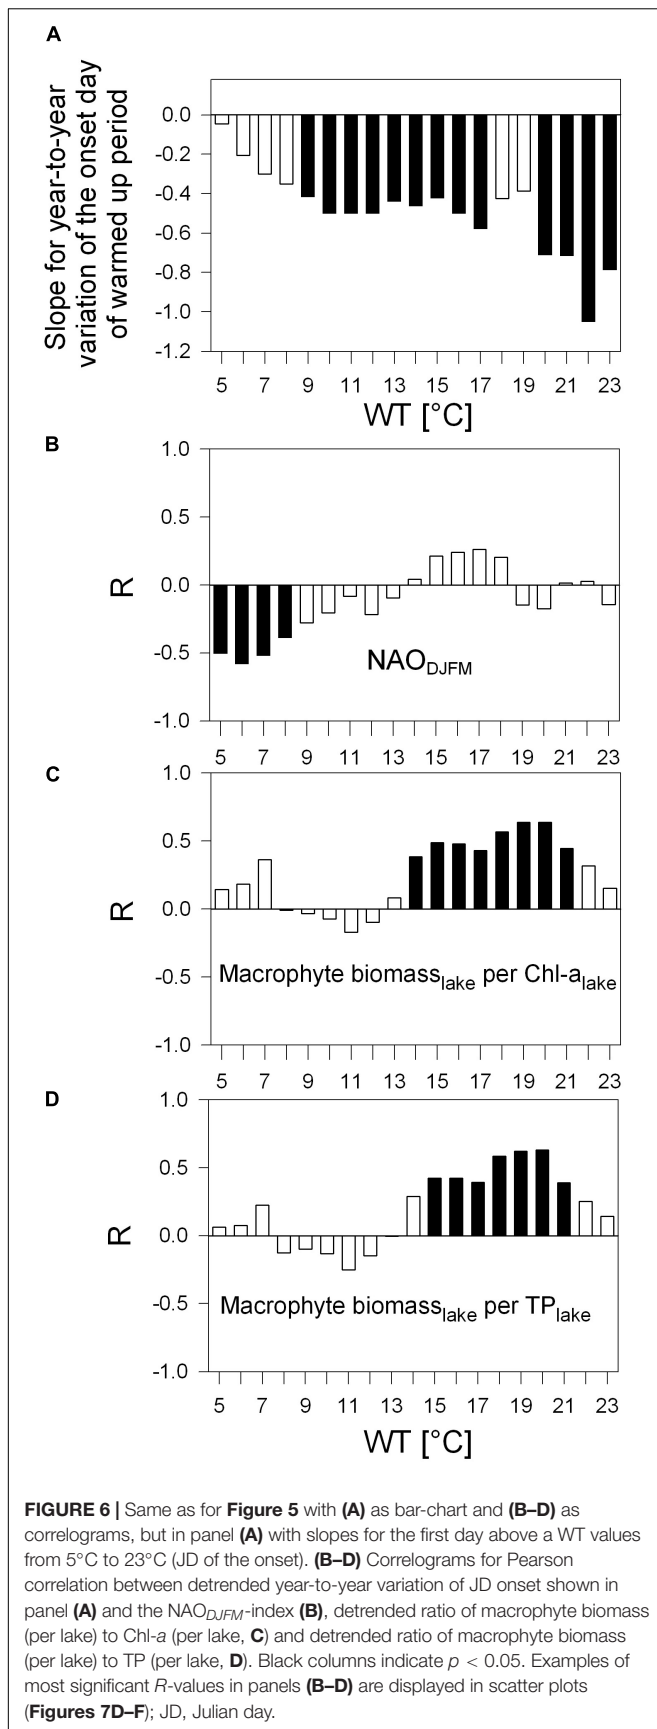 A
Slope for year-to-year
variation of the onset day
of warmed up period
0.0
-0.2
-0.4
-0.6
-0.8
-1.0
-1.2
5 7 9 11 13 15 17 19 21 23
WT [°C]
B
1.0
0.5
0.0
-0.5
-1.0
R
NAO_DJFM
5 7 9 11 13 15 17 19 21 23
C
1.0
0.5
0.0
-0.5
-1.0
R
Macrophyte biomass_lake per Chl-a_lake
5 7 9 11 13 15 17 19 21 23
D
1.0
0.5
0.0
-0.5
-1.0
R
Macrophyte biomass_lake per TP_lake
5 7 9 11 13 15 17 19 21 23
WT [°C]
FIGURE 6 | Same as for Figure 5 with (A) as bar-chart and (B–D) as
correlograms, but in panel (A) with slopes for the first day above a WT values
from 5°C to 23°C (JD of the onset). (B–D) Correlograms for Pearson
correlation between detrended year-to-year variation of JD onset shown in
panel (A) and the NAO_DJFM-index (B), detrended ratio of macrophyte biomass
(per lake) to Chl-a (per lake, C) and detrended ratio of macrophyte biomass
(per lake) to TP (per lake, D). Black columns indicate p < 0.05. Examples of
most significant R-values in panels (B–D) are displayed in scatter plots
(Figures 7D–F); JD, Julian day.